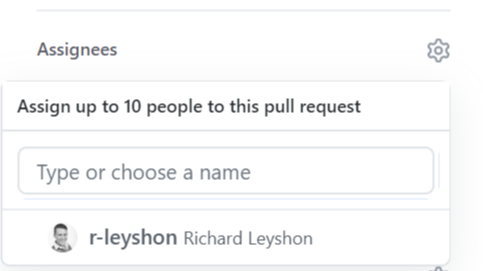 Assignees
Assign up to 10 people to this pull request
Type or choose a name
r-leyshon Richard Leyshon